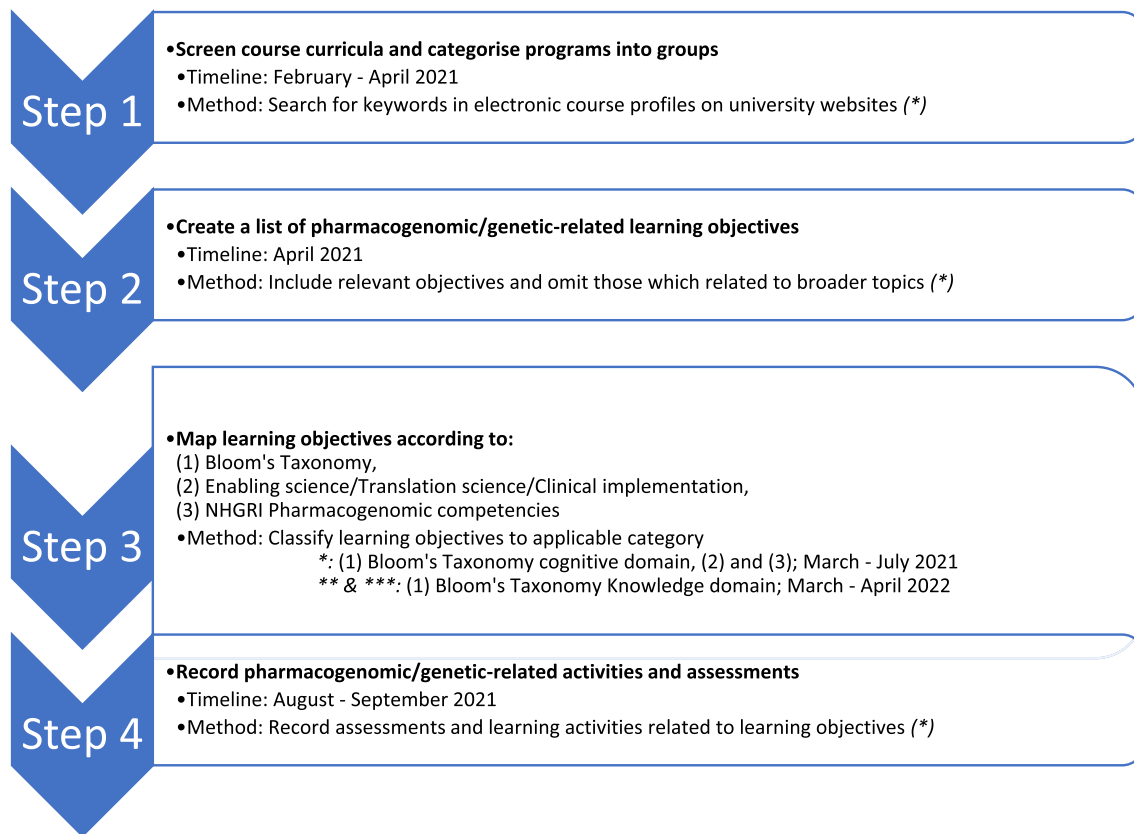 Step 1
•Screen course curricula and categorise programs into groups
•Timeline: February - April 2021
•Method: Search for keywords in electronic course profiles on university websites (*)
Step 2
•Create a list of pharmacogenomic/genetic-related learning objectives
•Timeline: April 2021
•Method: Include relevant objectives and omit those which related to broader topics (*)
Step 3
•Map learning objectives according to:
(1) Bloom's Taxonomy,
(2) Enabling science/Translation science/Clinical implementation,
(3) NHGRI Pharmacogenomic competencies
•Method: Classify learning objectives to applicable category
*: (1) Bloom's Taxonomy cognitive domain, (2) and (3); March - July 2021
** & ***: (1) Bloom's Taxonomy Knowledge domain; March - April 2022
Step 4
•Record pharmacogenomic/genetic-related activities and assessments
•Timeline: August - September 2021
•Method: Record assessments and learning activities related to learning objectives (*)